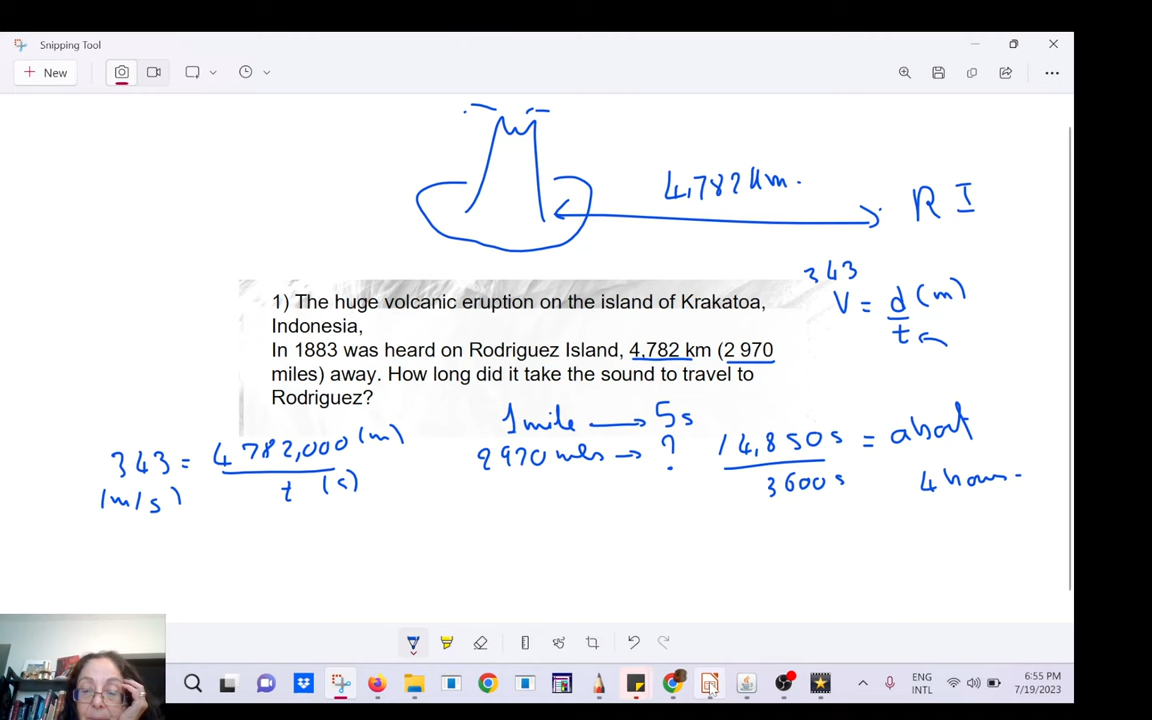 Snipping Tool
New
4,782 km.
R I
343
V = d (m)
t
1) The huge volcanic eruption on the island of Krakatoa,
Indonesia,
In 1883 was heard on Rodriguez Island, 4,782 km (2 970
miles) away. How long did it take the sound to travel to
Rodriguez?
343 = 4 782,000 (m)
(m/s) t (s)
1 mile → 5s
2970 miles → ?
14,850 s = about
3600 s 4 hours.
ENG
INTL
6:55 PM
7/19/2023